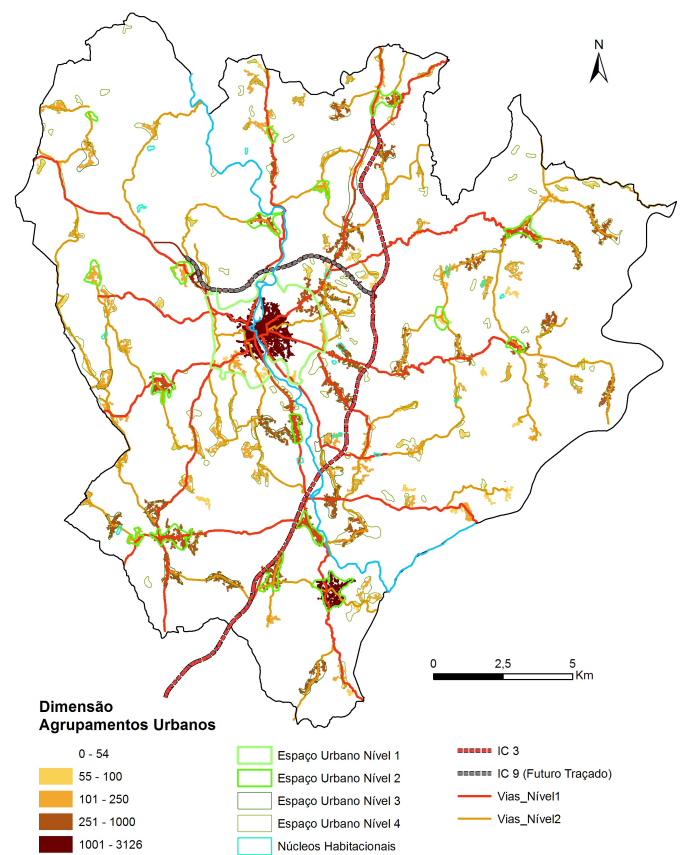 N
0 2,5 5
Km
Dimensão
Agrupamentos Urbanos
0 - 54
55 - 100
101 - 250
251 - 1000
1001 - 3126
Espaço Urbano Nível 1
Espaço Urbano Nível 2
Espaço Urbano Nível 3
Espaço Urbano Nível 4
Núcleos Habitacionais
IC 3
IC 9 (Futuro Traçado)
Vias_Nível1
Vias_Nível2